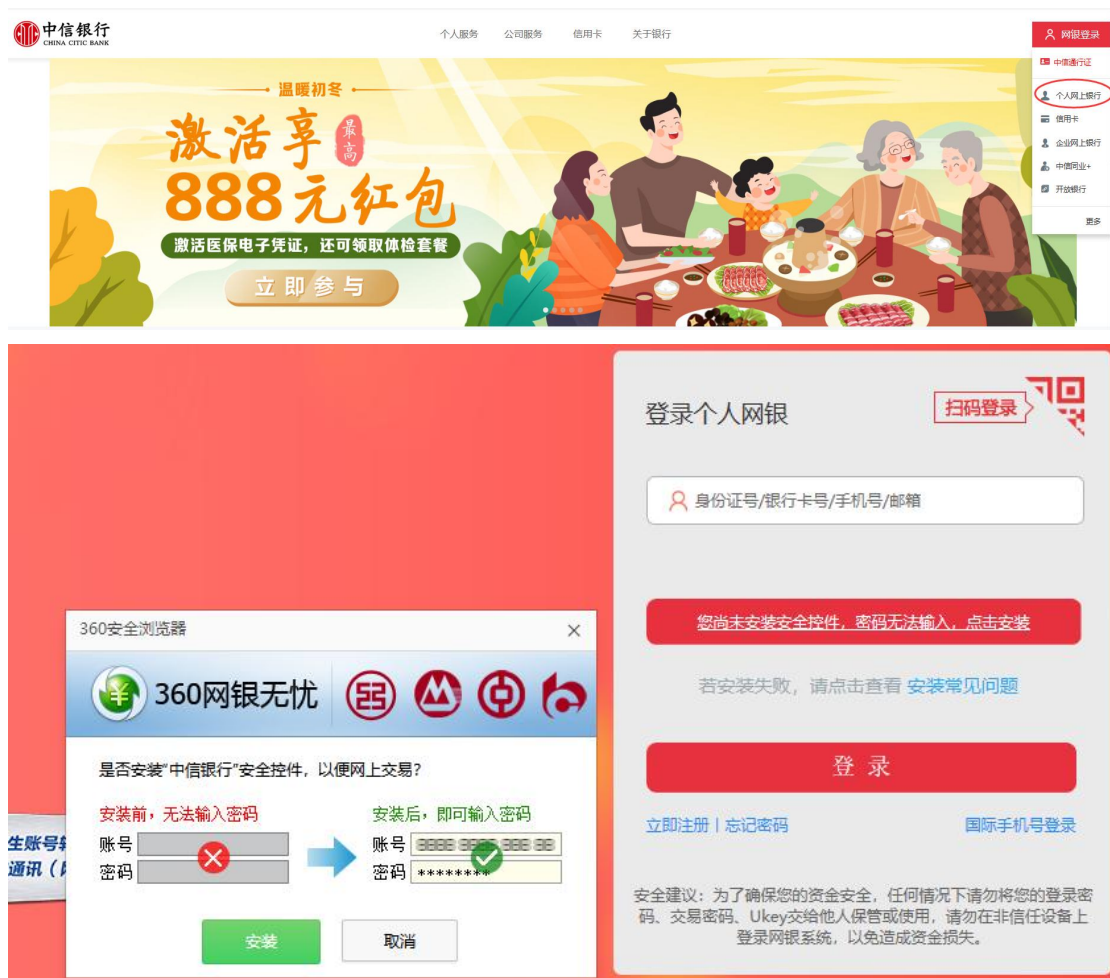 中信银行
CHINA CITIC BANK
个人服务 公司服务 信用卡 关于银行
网银登录
中信通行证
个人网上银行
信用卡
企业网上银行
中信同业+
开放银行
更多
温暖初冬
激活享最高
888元红包
激活医保电子凭证，还可领取体检套餐
立即参与
登录个人网银
扫码登录
身份证号/银行卡号/手机号/邮箱
您尚未安装安全控件，密码无法输入，点击安装
若安装失败，请点击查看 安装常见问题
登 录
立即注册 | 忘记密码 国际手机号登录
安全建议：为了确保您的资金安全，任何情况下请勿将您的登录密
码、交易密码、Ukey交给他人保管或使用，请勿在非信任设备上
登录网银系统，以免造成资金损失。
360安全浏览器
360网银无忧
是否安装“中信银行”安全控件，以便网上交易?
安装前，无法输入密码 安装后，即可输入密码
账号 账号
密码 密码 ********
安装 取消
生账号
通讯（